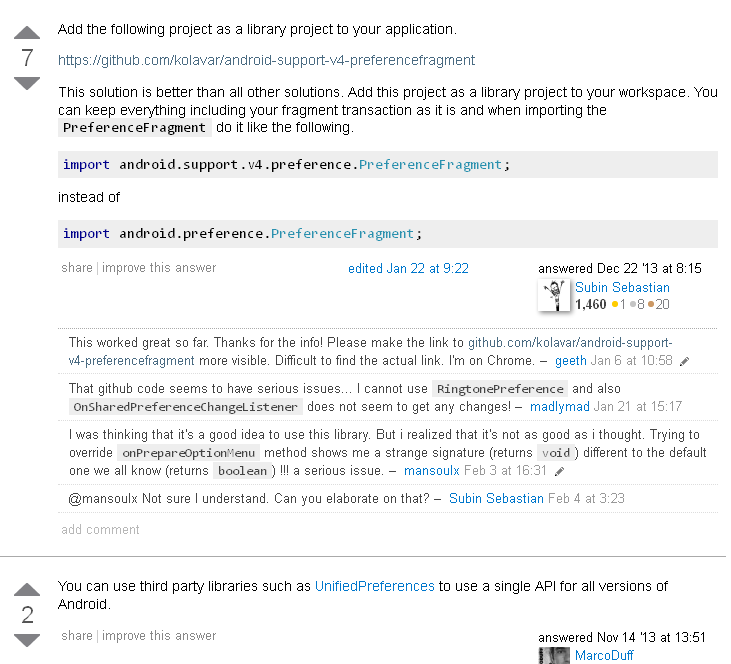 Add the following project as a library project to your application.
7
https://github.com/kolavar/android-support-v4-preferencefragment
This solution is better than all other solutions. Add this project as a library project to your workspace. You
can keep everything including your fragment transaction as it is and when importing the
PreferenceFragment do it like the following.
import android.support.v4.preference.PreferenceFragment;
instead of
import android.preference.PreferenceFragment;
share | improve this answer
edited Jan 22 at 9:22
answered Dec 22 '13 at 8:15
Subin Sebastian
1,460 ●1 ●8 ●20
This worked great so far. Thanks for the info! Please make the link to github.com/kolavar/android-support-
v4-preferencefragment more visible. Difficult to find the actual link. I'm on Chrome. – geeth Jan 6 at 10:58
That github code seems to have serious issues... I cannot use RingtonePreference and also
OnSharedPreferenceChangeListener does not seem to get any changes! – madlymad Jan 21 at 15:17
I was thinking that it's a good idea to use this library. But i realized that it's not as good as i thought. Trying to
override onPrepareOptionMenu method shows me a strange signature (returns void) different to the default
one we all know (returns boolean) !!! a serious issue. – mansoulx Feb 3 at 16:31
@mansoulx Not sure I understand. Can you elaborate on that? – Subin Sebastian Feb 4 at 3:23
add comment
You can use third party libraries such as UnifiedPreferences to use a single API for all versions of
Android.
2
share | improve this answer
answered Nov 14 '13 at 13:51
MarcoDuff